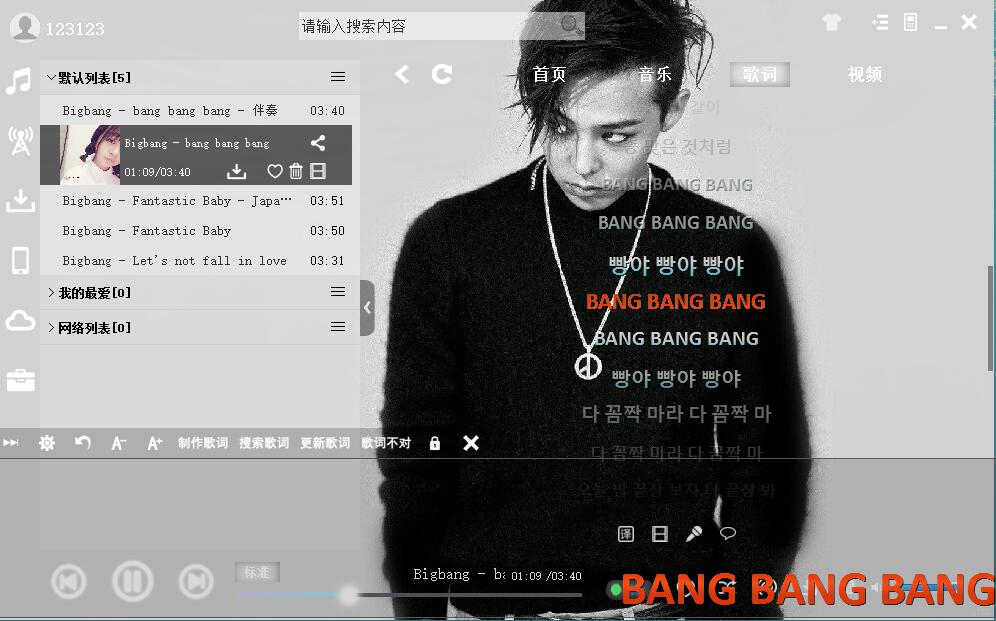 123123
请输入搜索内容
默认列表[5]
首页 音乐 歌词 视频
Bigbang - bang bang bang - 伴奏 03:40
Bigbang - bang bang bang
01:09/03:40
Bigbang - Fantastic Baby - Japa… 03:51
Bigbang - Fantastic Baby 03:50
Bigbang - Let's not fall in love 03:31
我的最爱[0]
网络列表[0]
같이
맞은 것처럼
BANG BANG BANG
BANG BANG BANG
빵야 빵야 빵야
BANG BANG BANG
BANG BANG BANG
빵야 빵야 빵야
다 꼼짝 마라 다 꼼짝 마
다 꼼짝 마라 다 꼼짝 마
오늘 밤 끝장 보자 다 끝장 봐
A- A+ 制作歌词 搜索歌词 更新歌词 歌词不对
译
标准
Bigbang - ba 01:09 /03:40
BANG BANG BANG